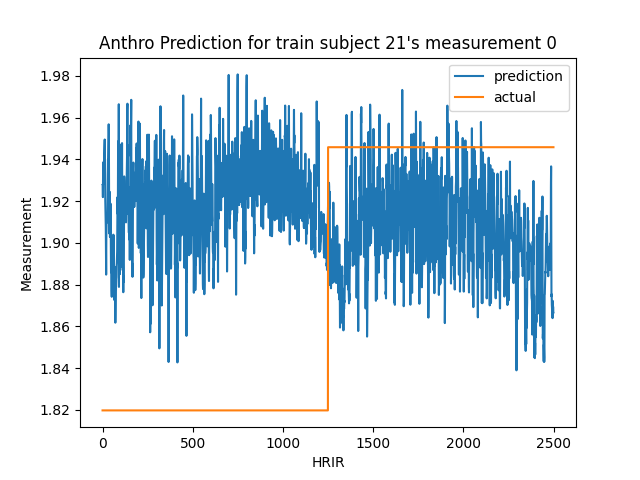 Anthro Prediction for train subject 21's measurement 0
prediction
actual
Measurement
1.98
1.96
1.94
1.92
1.90
1.88
1.86
1.84
1.82
0 500 1000 1500 2000 2500
HRIR